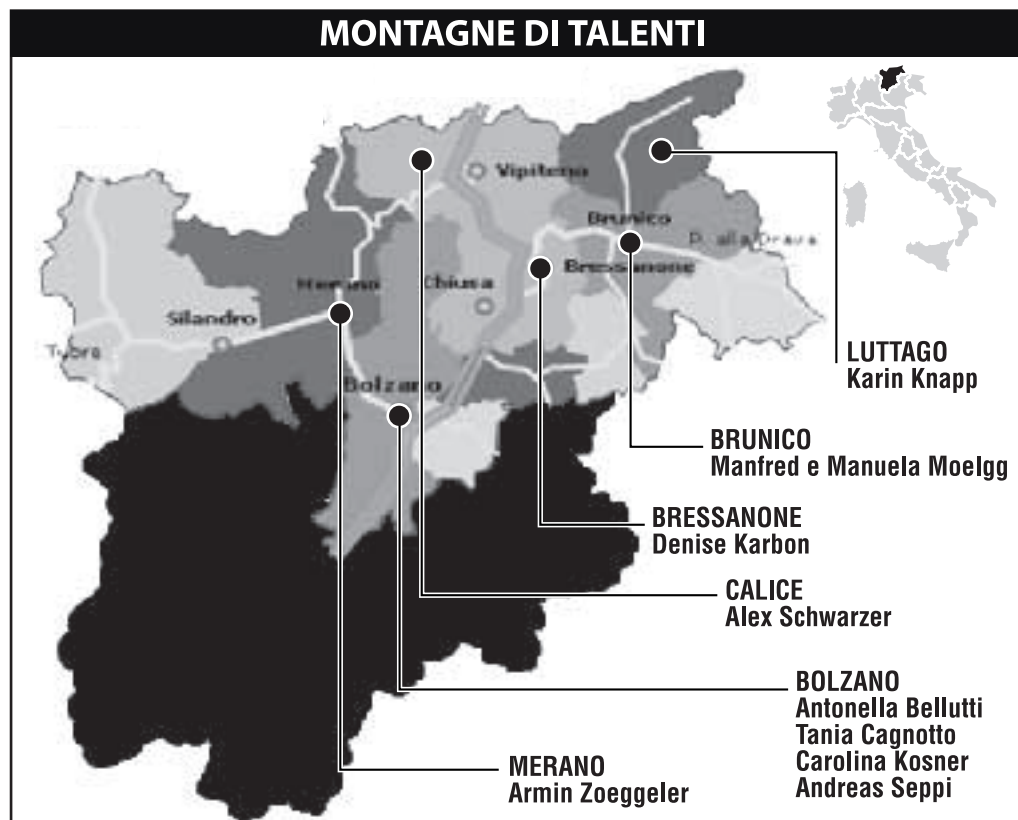 MONTAGNE DI TALENTI
Vipiteno
Brunico
Bressanone
Merano
Chiusa
Silandro
Bolzano
LUTTAGO
Karin Knapp
BRUNICO
Manfred e Manuela Moelgg
BRESSANONE
Denise Karbon
CALICE
Alex Schwarzer
BOLZANO
Antonella Bellutti
Tania Cagnotto
Carolina Kosner
Andreas Seppi
MERANO
Armin Zoeggeler